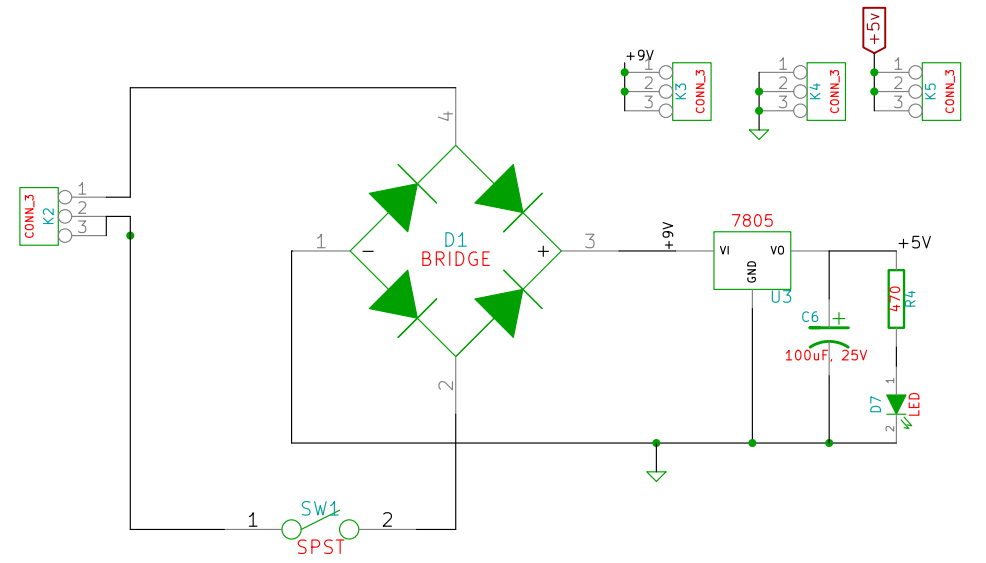 +5v
+9V
1
2
3
K3
CONN_3
1
2
3
K4
CONN_3
1
2
3
K5
CONN_3
4
CONN_3
K2
1
2
3
1
−
D1
BRIDGE
+
3
+9V
7805
VI
VO
GND
U3
+5V
470
R4
C6
+
100uF, 25V
2
1
D7
LED
2
SW1
1
2
SPST